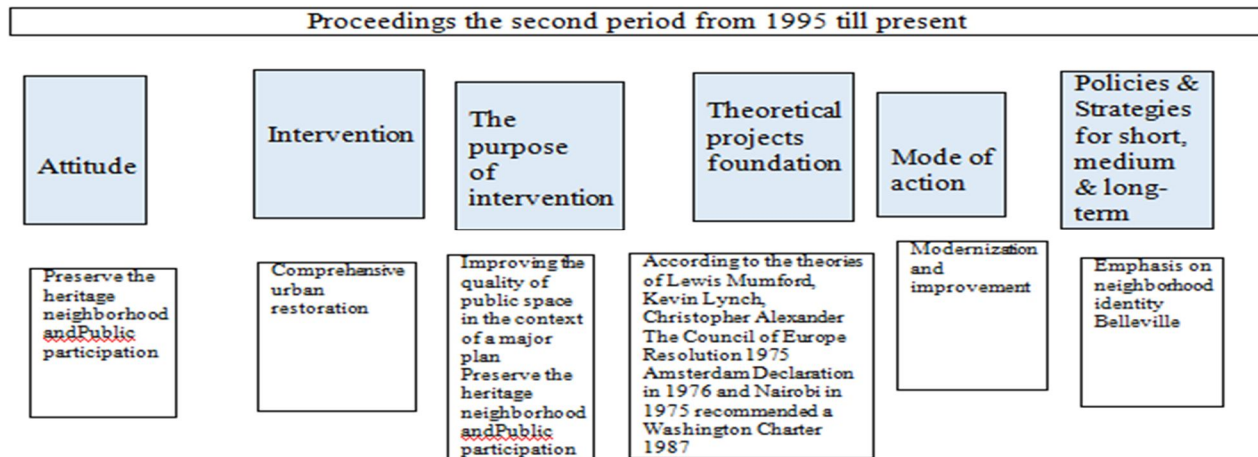 Proceedings the second period from 1995 till present
Attitude
Intervention
The
purpose
of
intervention
Theoretical
projects
foundation
Mode of
action
Policies &
Strategies
for short,
medium
& long-
term
Preserve the
heritage
neighborhood
andPublic
participation
Comprehensive
urban
restoration
Improving the
quality of
public space
in the context
of a major
plan
Preserve the
heritage
neighborhood
andPublic
participation
According to the theories
of Lewis Mumford,
Kevin Lynch,
Christopher Alexander
The Council of Europe
Resolution 1975
Amsterdam Declaration
in 1976 and Nairobi in
1975 recommended a
Washington Charter
1987
Modernization
and
improvement
Emphasis on
neighborhood
identity
Belleville